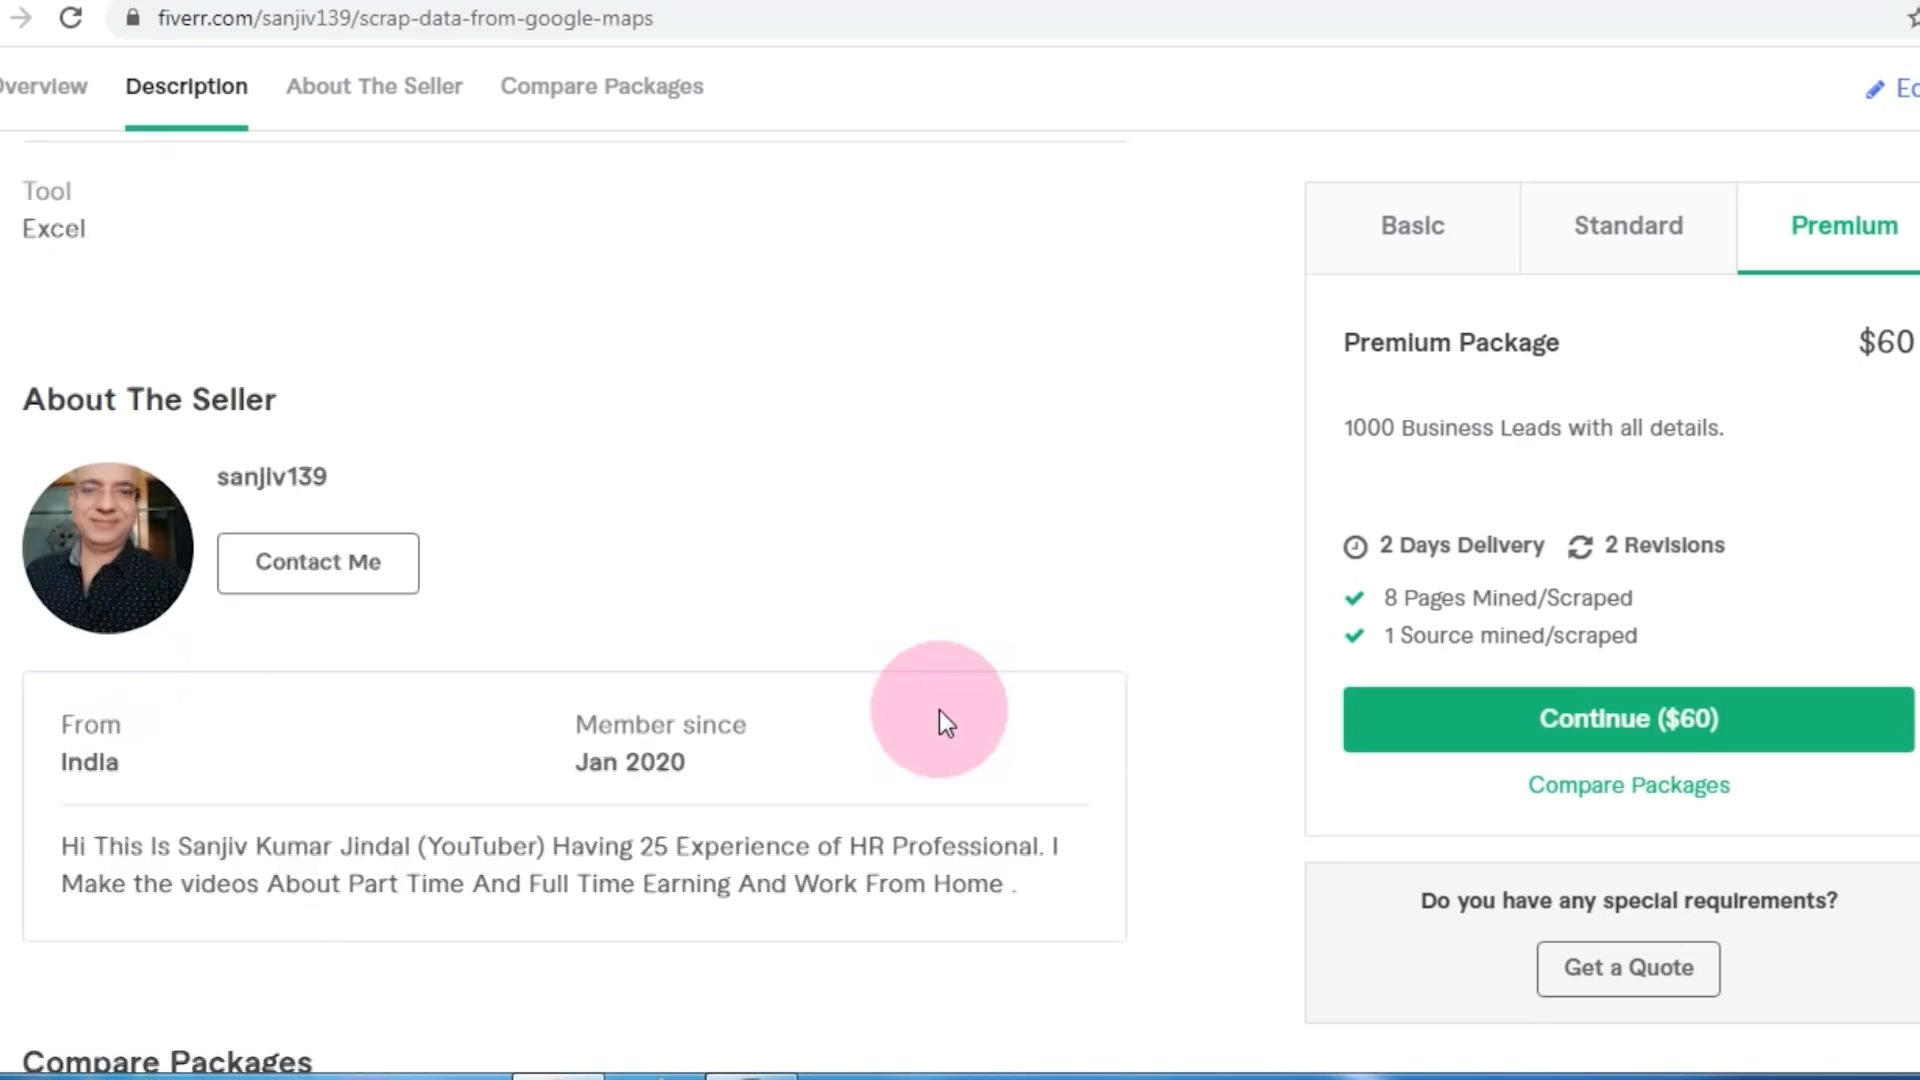 fiverr.com/sanjiv139/scrap-data-from-google-maps
Overview Description About The Seller Compare Packages
Tool
Excel
About The Seller
sanjiv139
Contact Me
From
India
Member since
Jan 2020
Hi This Is Sanjiv Kumar Jindal (YouTuber) Having 25 Experience of HR Professional. I
Make the videos About Part Time And Full Time Earning And Work From Home .
Compare Packages
Basic Standard Premium
Premium Package $60
1000 Business Leads with all details.
2 Days Delivery 2 Revisions
8 Pages Mined/Scraped
1 Source mined/scraped
Continue ($60)
Compare Packages
Do you have any special requirements?
Get a Quote